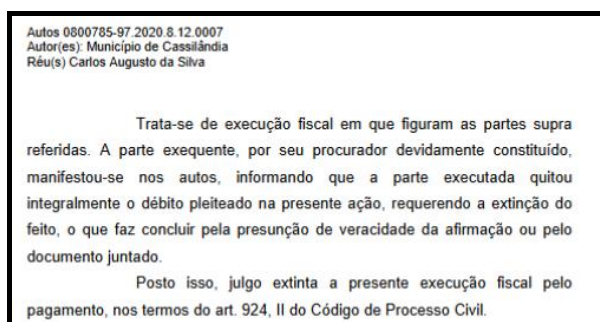 Autos 0800785-97.2020.8.12.0007
Autor(es): Município de Cassilândia
Réu(s) Carlos Augusto da Silva
Trata-se de execução fiscal em que figuram as partes supra
referidas. A parte exequente, por seu procurador devidamente constituído,
manifestou-se nos autos, informando que a parte executada quitou
integralmente o débito pleiteado na presente ação, requerendo a extinção do
feito, o que faz concluir pela presunção de veracidade da afirmação ou pelo
documento juntado.
Posto isso, julgo extinta a presente execução fiscal pelo
pagamento, nos termos do art. 924, II do Código de Processo Civil.